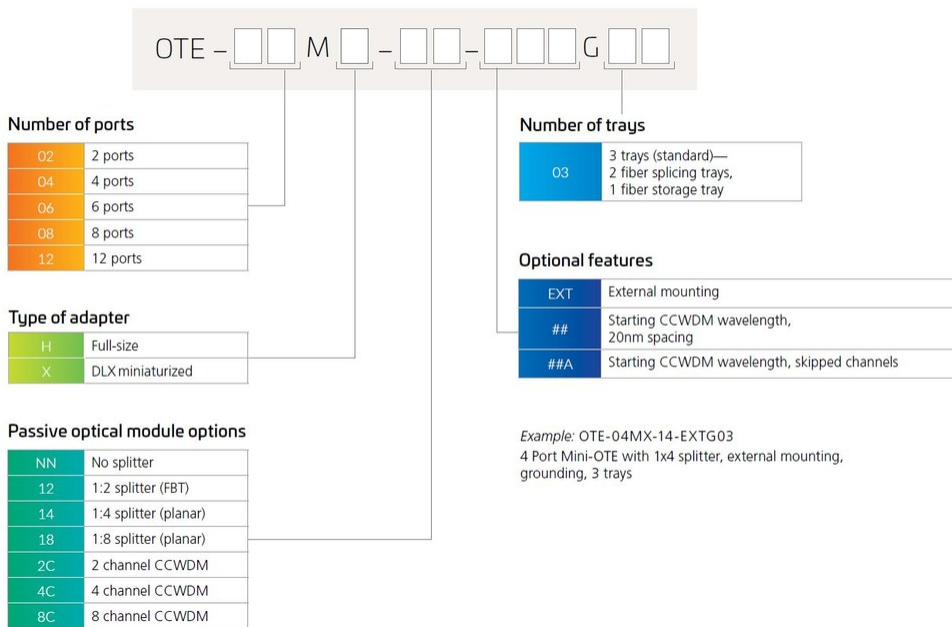 OTE – M – – G
Number of ports
02 2 ports
04 4 ports
06 6 ports
08 8 ports
12 12 ports
Type of adapter
H Full-size
X DLX miniaturized
Passive optical module options
NN No splitter
12 1:2 splitter (FBT)
14 1:4 splitter (planar)
18 1:8 splitter (planar)
2C 2 channel CCWDM
4C 4 channel CCWDM
8C 8 channel CCWDM
Number of trays
03 3 trays (standard)—
2 fiber splicing trays,
1 fiber storage tray
Optional features
EXT External mounting
## Starting CCWDM wavelength,
20nm spacing
##A Starting CCWDM wavelength, skipped channels
Example: OTE-04MX-14-EXTG03
4 Port Mini-OTE with 1x4 splitter, external mounting,
grounding, 3 trays